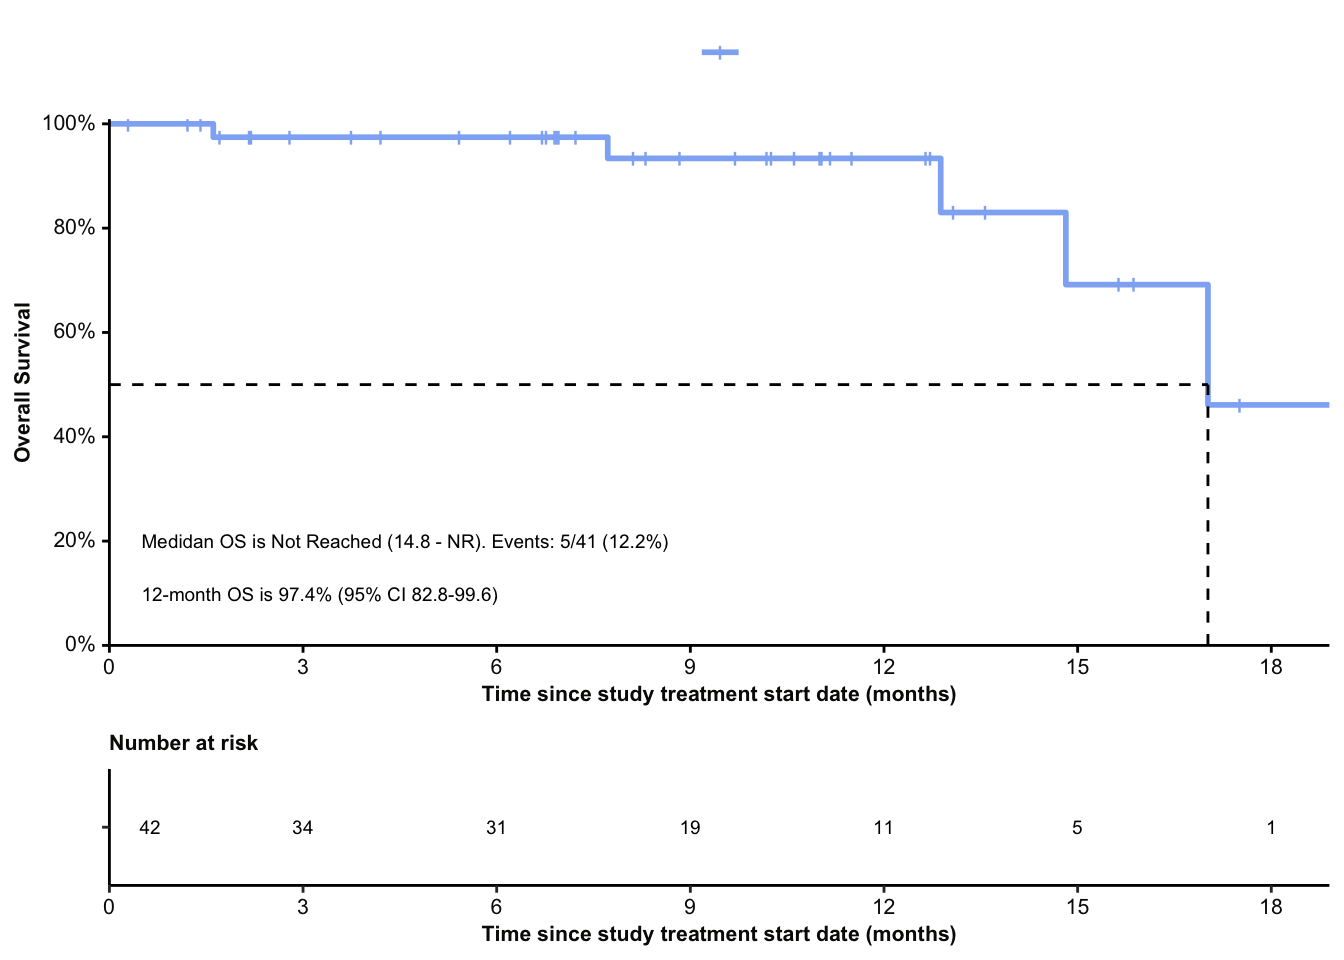 100%
80%
60%
40%
20%
0%
Overall Survival
Medidan OS is Not Reached (14.8 - NR). Events: 5/41 (12.2%)
12-month OS is 97.4% (95% CI 82.8-99.6)
0 3 6 9 12 15 18
Time since study treatment start date (months)
Number at risk
42 34 31 19 11 5 1
0 3 6 9 12 15 18
Time since study treatment start date (months)